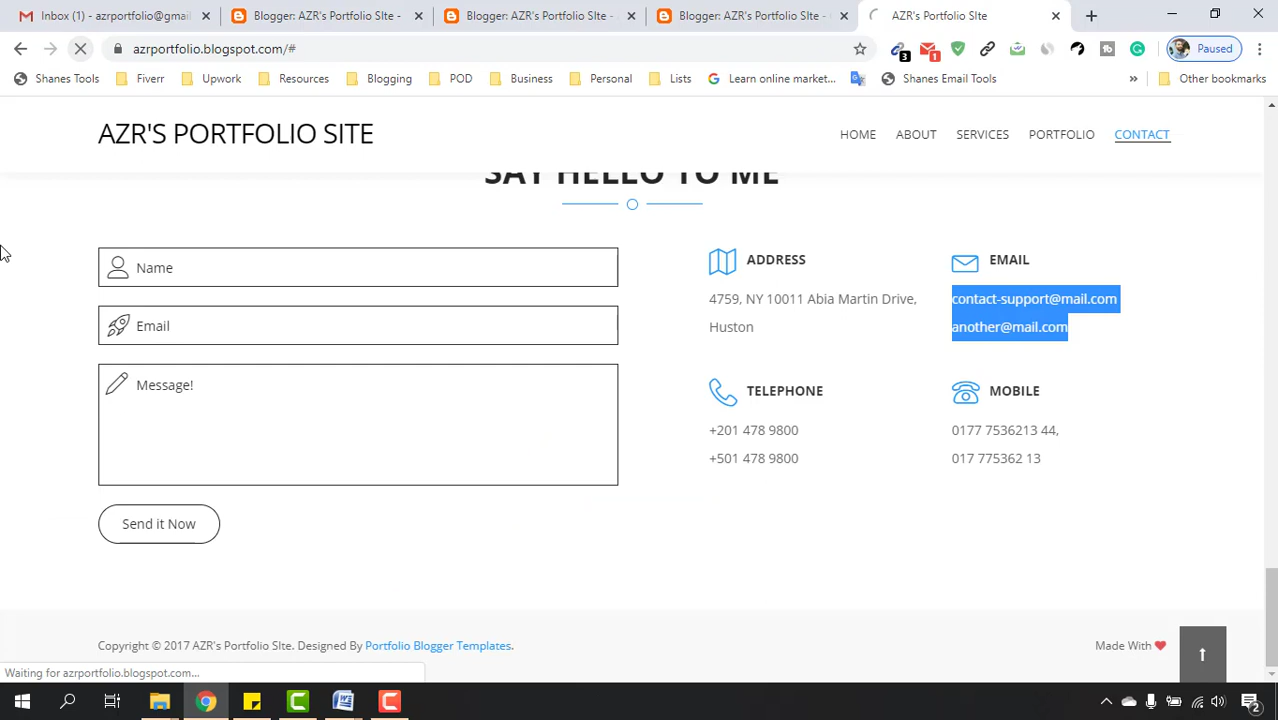 Inbox (1) - azrportfolio@gmail
Blogger: AZR's Portfolio SIte -
Blogger: AZR's Portfolio SIte -
Blogger: AZR's Portfolio SIte -
AZR's Portfolio SIte
azrportfolio.blogspot.com/#
3
1
Paused
Shanes Tools
Fiverr
Upwork
Resources
Blogging
POD
Business
Personal
Lists
Learn online market...
Shanes Email Tools
»
Other bookmarks
AZR'S PORTFOLIO SITE
HOME
ABOUT
SERVICES
PORTFOLIO
CONTACT
SAY HELLO TO ME
Name
Email
Message!
Send it Now
ADDRESS
4759, NY 10011 Abia Martin Drive,
Huston
EMAIL
contact-support@mail.com
another@mail.com
TELEPHONE
+201 478 9800
+501 478 9800
MOBILE
0177 7536213 44,
017 775362 13
Copyright © 2017 AZR's Portfolio SIte. Designed By Portfolio Blogger Templates.
Made With
Waiting for azrportfolio.blogspot.com...
2